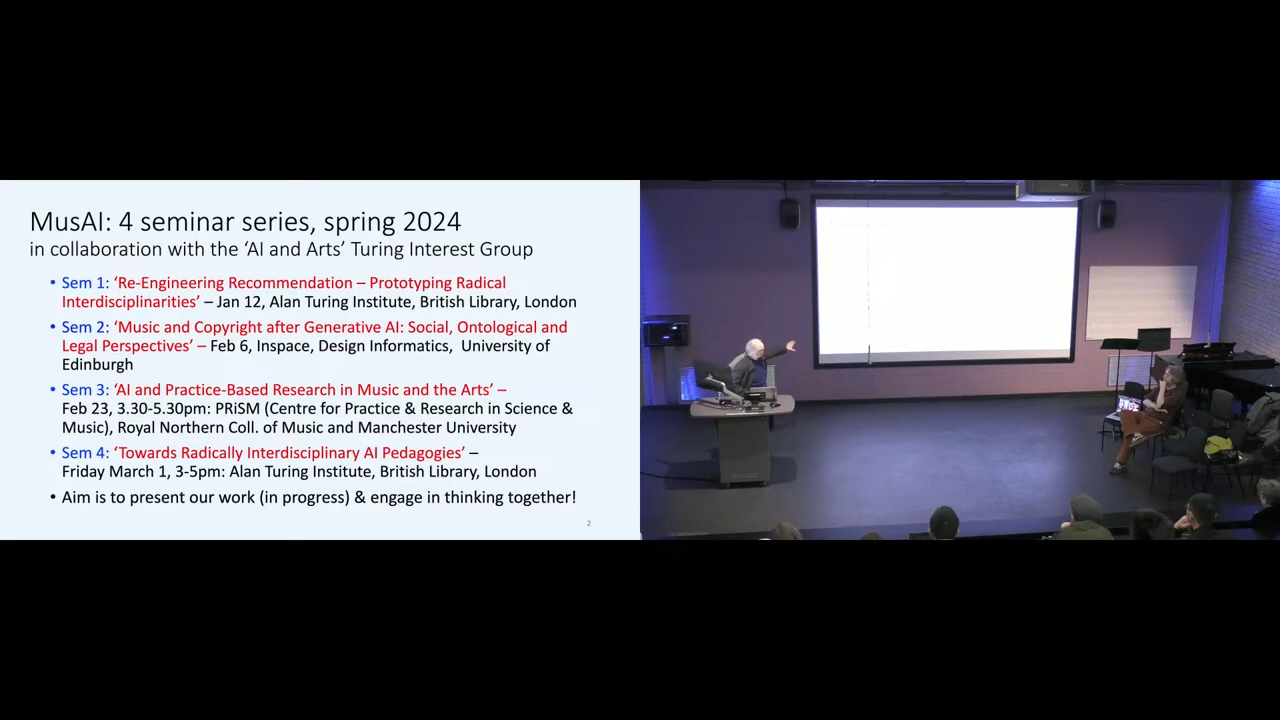 MusAI: 4 seminar series, spring 2024
in collaboration with the ‘AI and Arts’ Turing Interest Group
• Sem 1: ‘Re-Engineering Recommendation – Prototyping Radical
Interdisciplinarities’ – Jan 12, Alan Turing Institute, British Library, London
• Sem 2: ‘Music and Copyright after Generative AI: Social, Ontological and
Legal Perspectives’ – Feb 6, Inspace, Design Informatics,  University of
Edinburgh
• Sem 3: ‘AI and Practice-Based Research in Music and the Arts’ –
Feb 23, 3.30-5.30pm: PRiSM (Centre for Practice & Research in Science &
Music), Royal Northern Coll. of Music and Manchester University
• Sem 4: ‘Towards Radically Interdisciplinary AI Pedagogies’ –
Friday March 1, 3-5pm: Alan Turing Institute, British Library, London
• Aim is to present our work (in progress) & engage in thinking together!
2